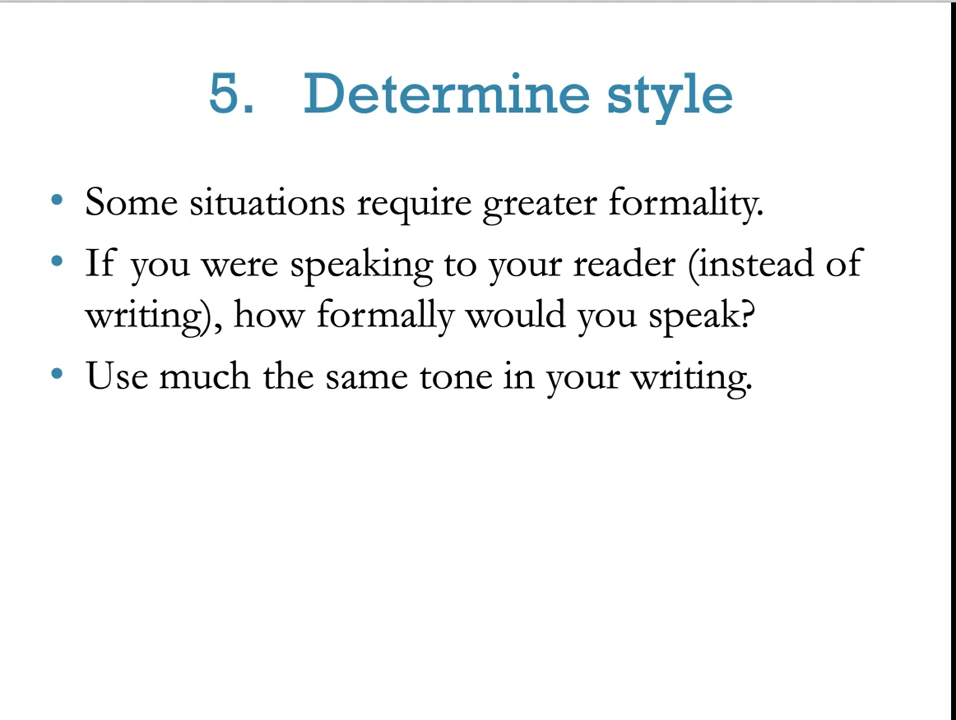 5. Determine style
• Some situations require greater formality.
• If you were speaking to your reader (instead of
writing), how formally would you speak?
• Use much the same tone in your writing.